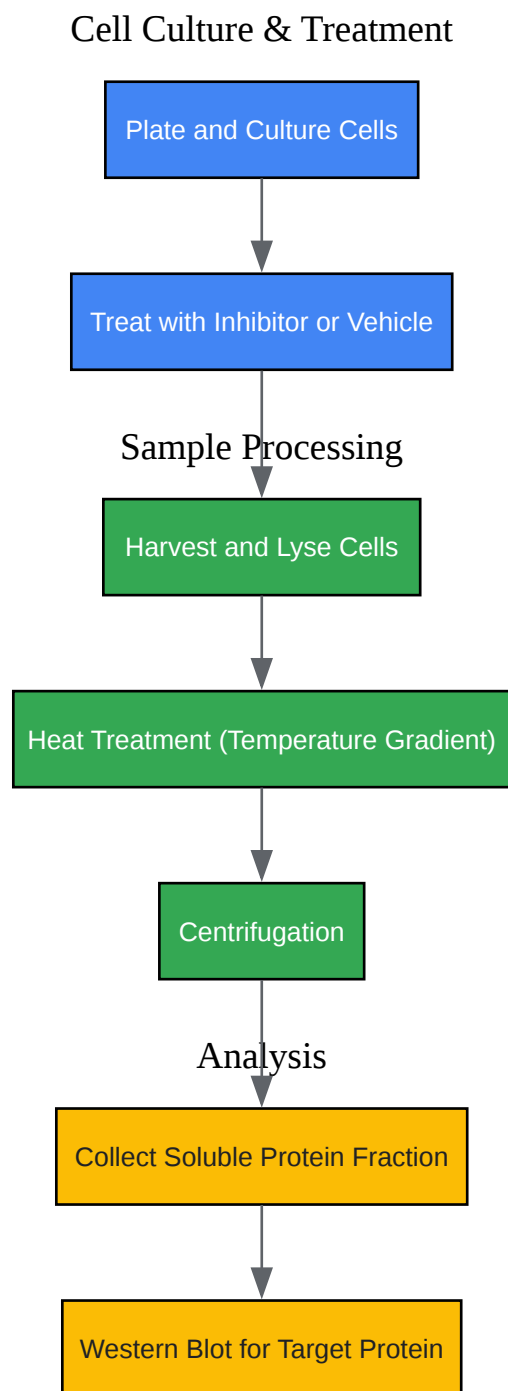 Cell Culture & Treatment
Plate and Culture Cells
Treat with Inhibitor or Vehicle
Sample Processing
Harvest and Lyse Cells
Heat Treatment (Temperature Gradient)
Centrifugation
Analysis
Collect Soluble Protein Fraction
Western Blot for Target Protein